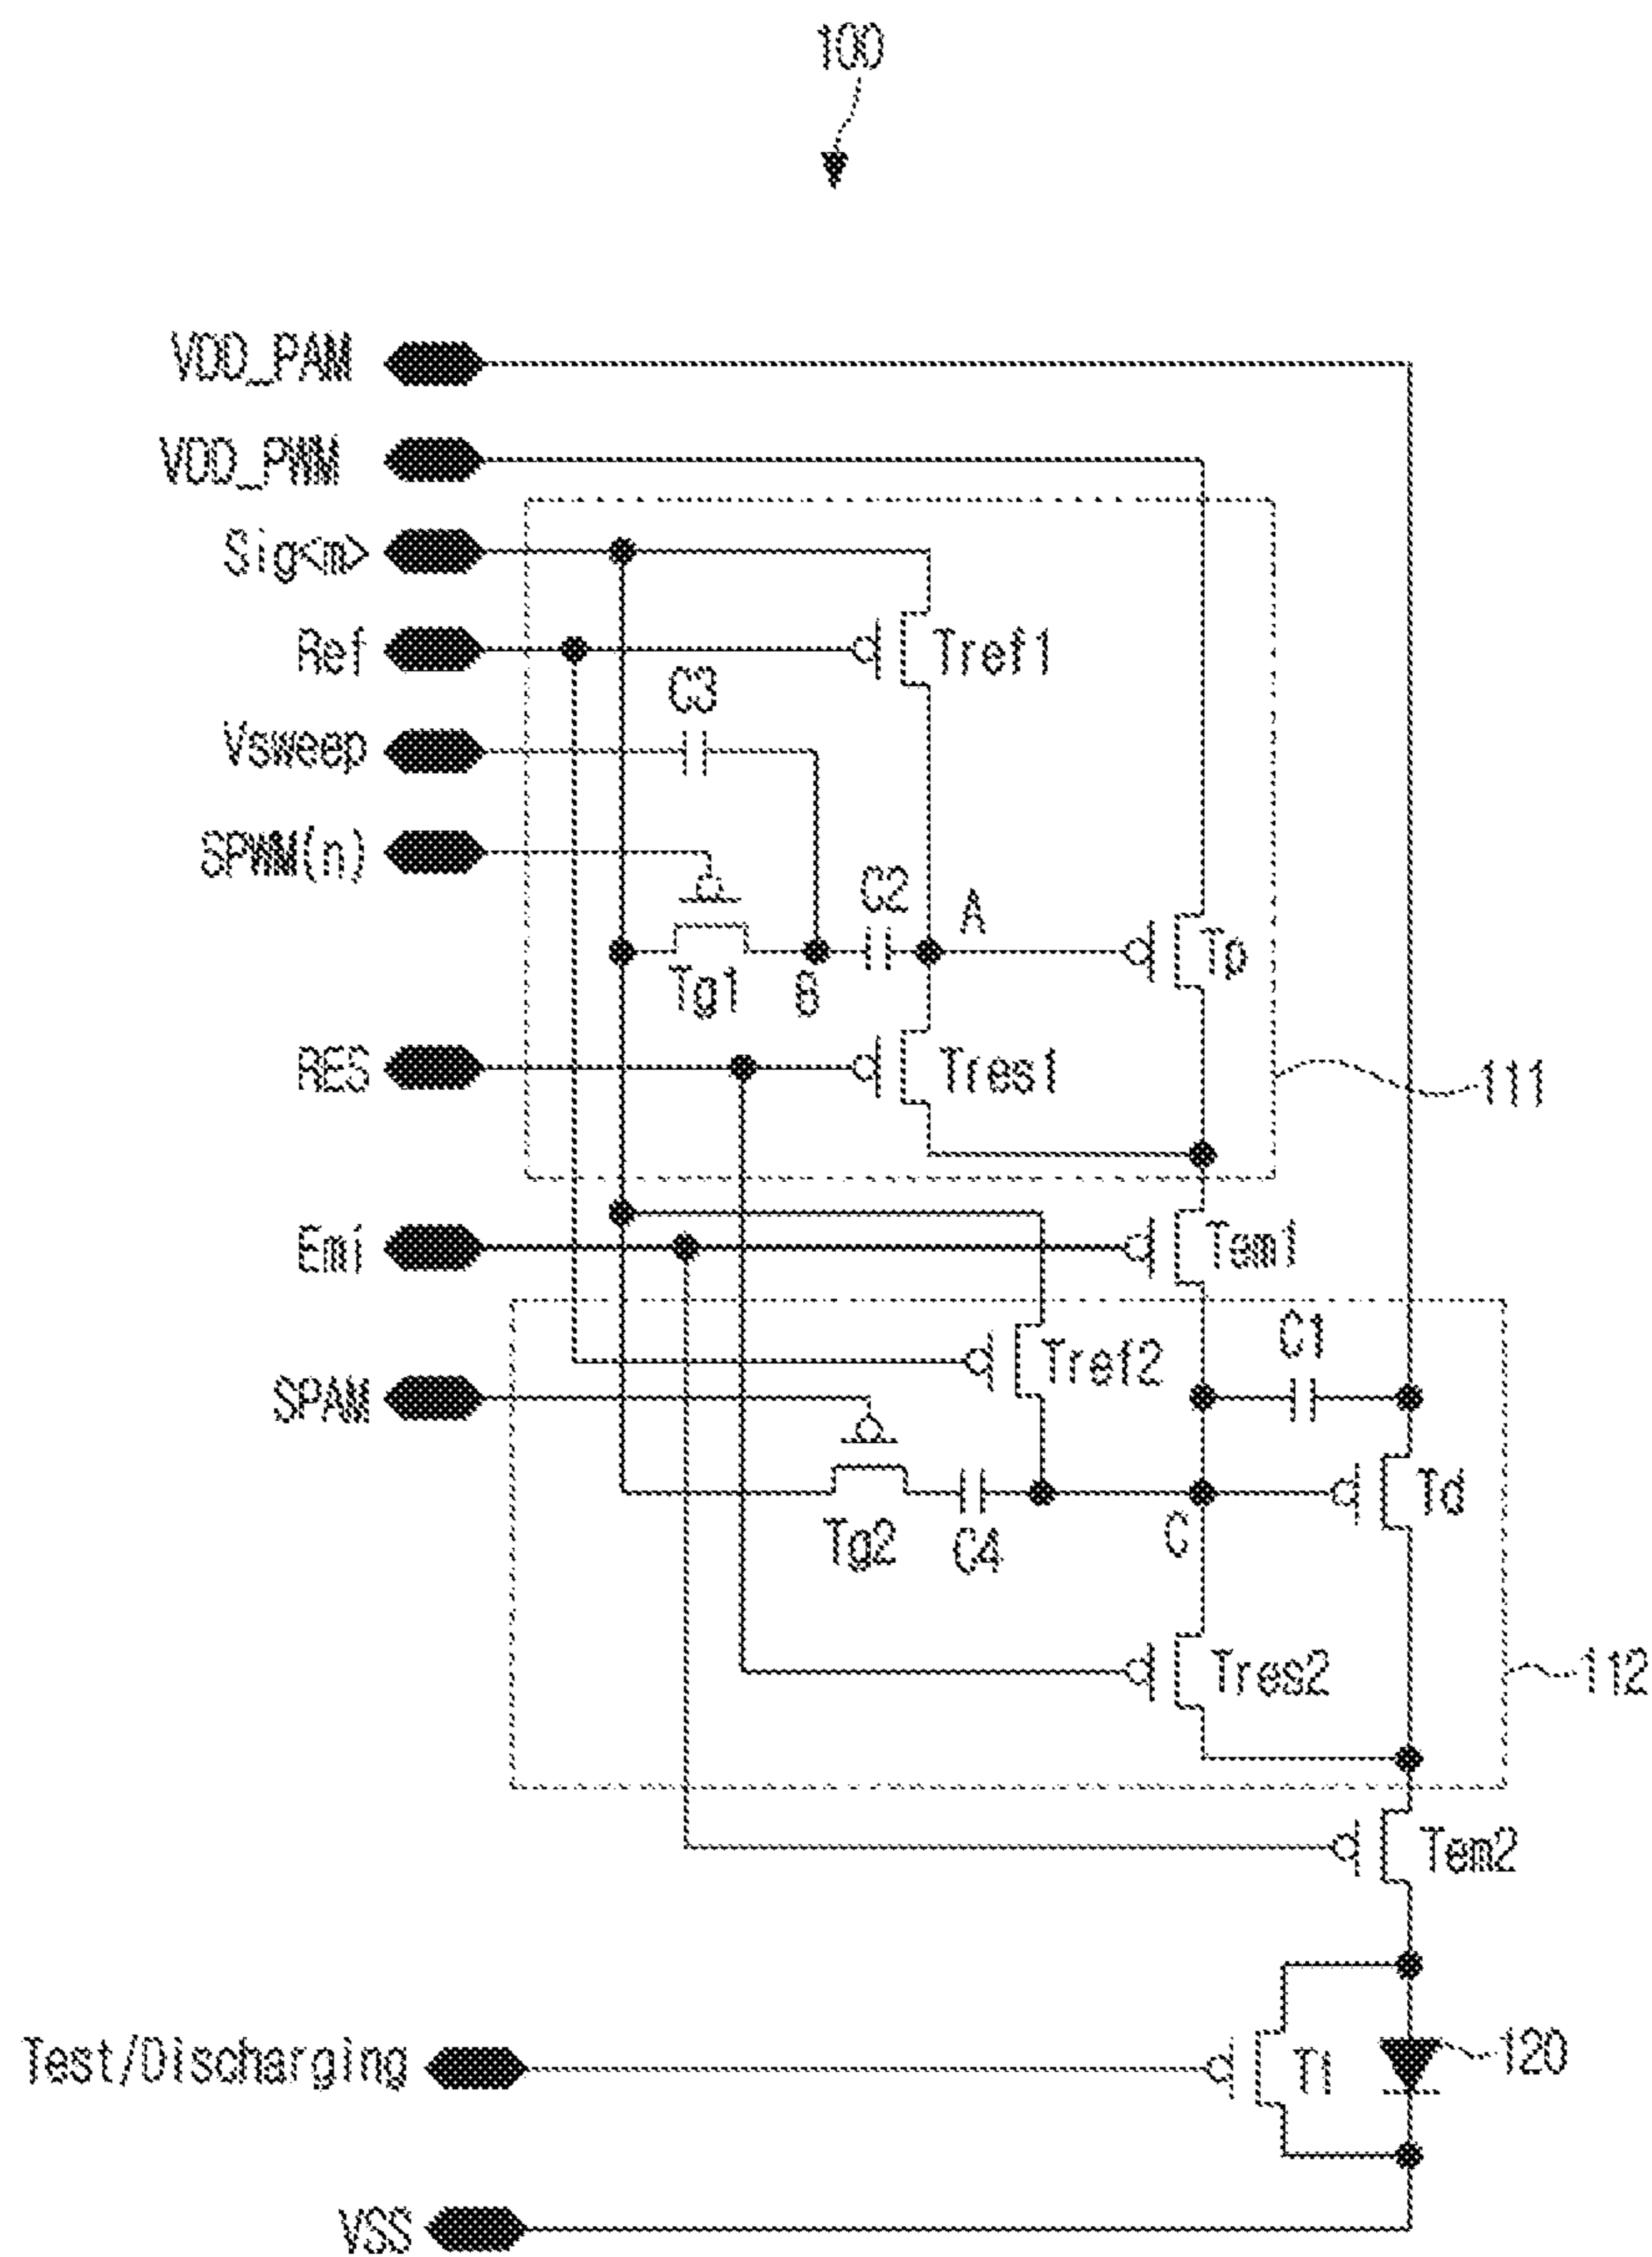 100
VDD_PAM
VDD_PWM
Sig<m>
Ref
Tref1
C3
Vsweep
SPWM(n)
C2
A
Tp
Tg1
B
RES
Tres1
111
Emi
Tem1
C1
Tref2
SPAM
Td
Tg2
C4
C
Tres2
112
Tem2
Test/Discharging
T1
120
VSS